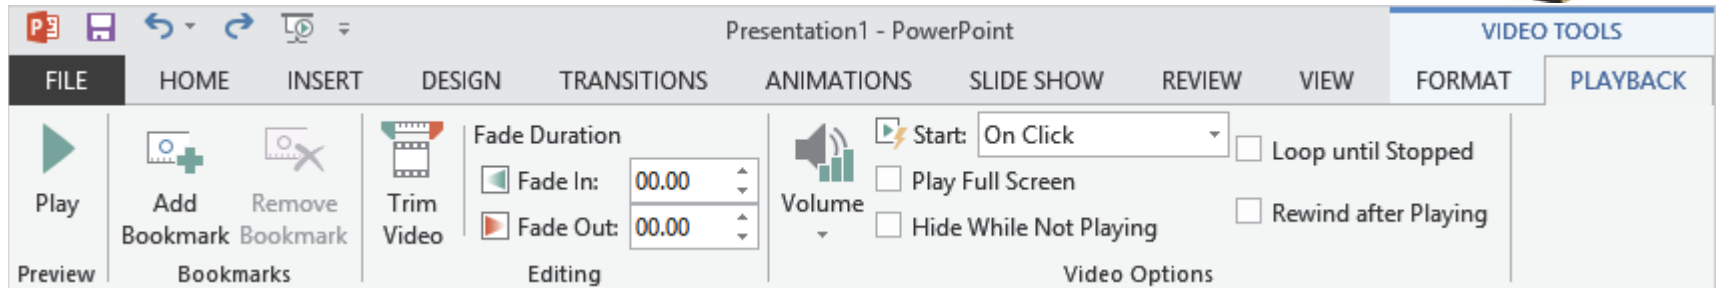 Presentation1 - PowerPoint
VIDEO TOOLS
FILE HOME INSERT DESIGN TRANSITIONS ANIMATIONS SLIDE SHOW REVIEW VIEW FORMAT PLAYBACK
Play
Preview
Add
Bookmark
Remove
Bookmark
Bookmarks
Trim
Video
Fade Duration
Fade In: 00.00
Fade Out: 00.00
Editing
Volume
Start: On Click
Play Full Screen
Hide While Not Playing
Loop until Stopped
Rewind after Playing
Video Options